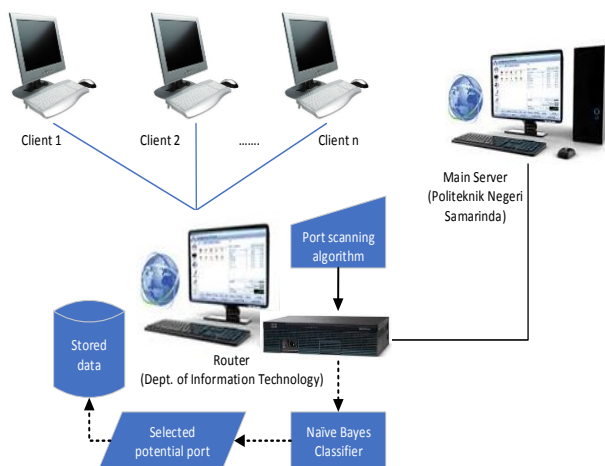 Client 1
Client 2
.......
Client n
Main Server
(Politeknik Negeri
Samarinda)
Port scanning
algorithm
Stored
data
Router
(Dept. of Information Technology)
Selected
potential port
Naïve Bayes
Classifier